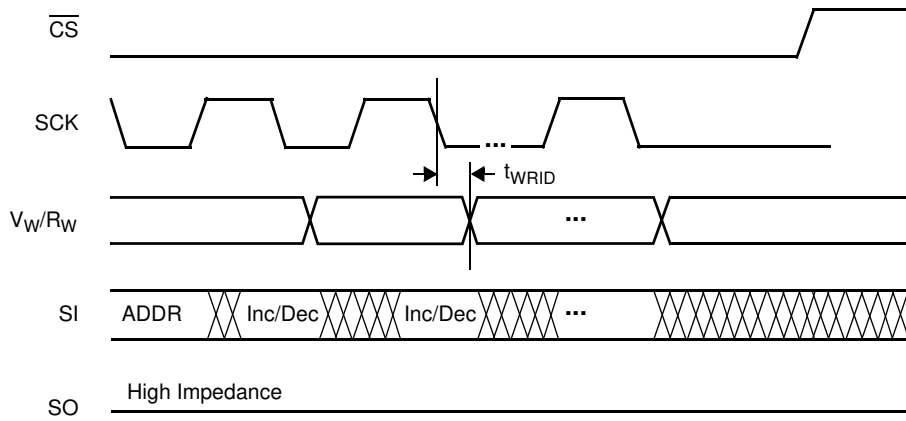 CS
SCK
...
tWRID
VW/RW
...
SI ADDR Inc/Dec Inc/Dec ...
High Impedance
SO